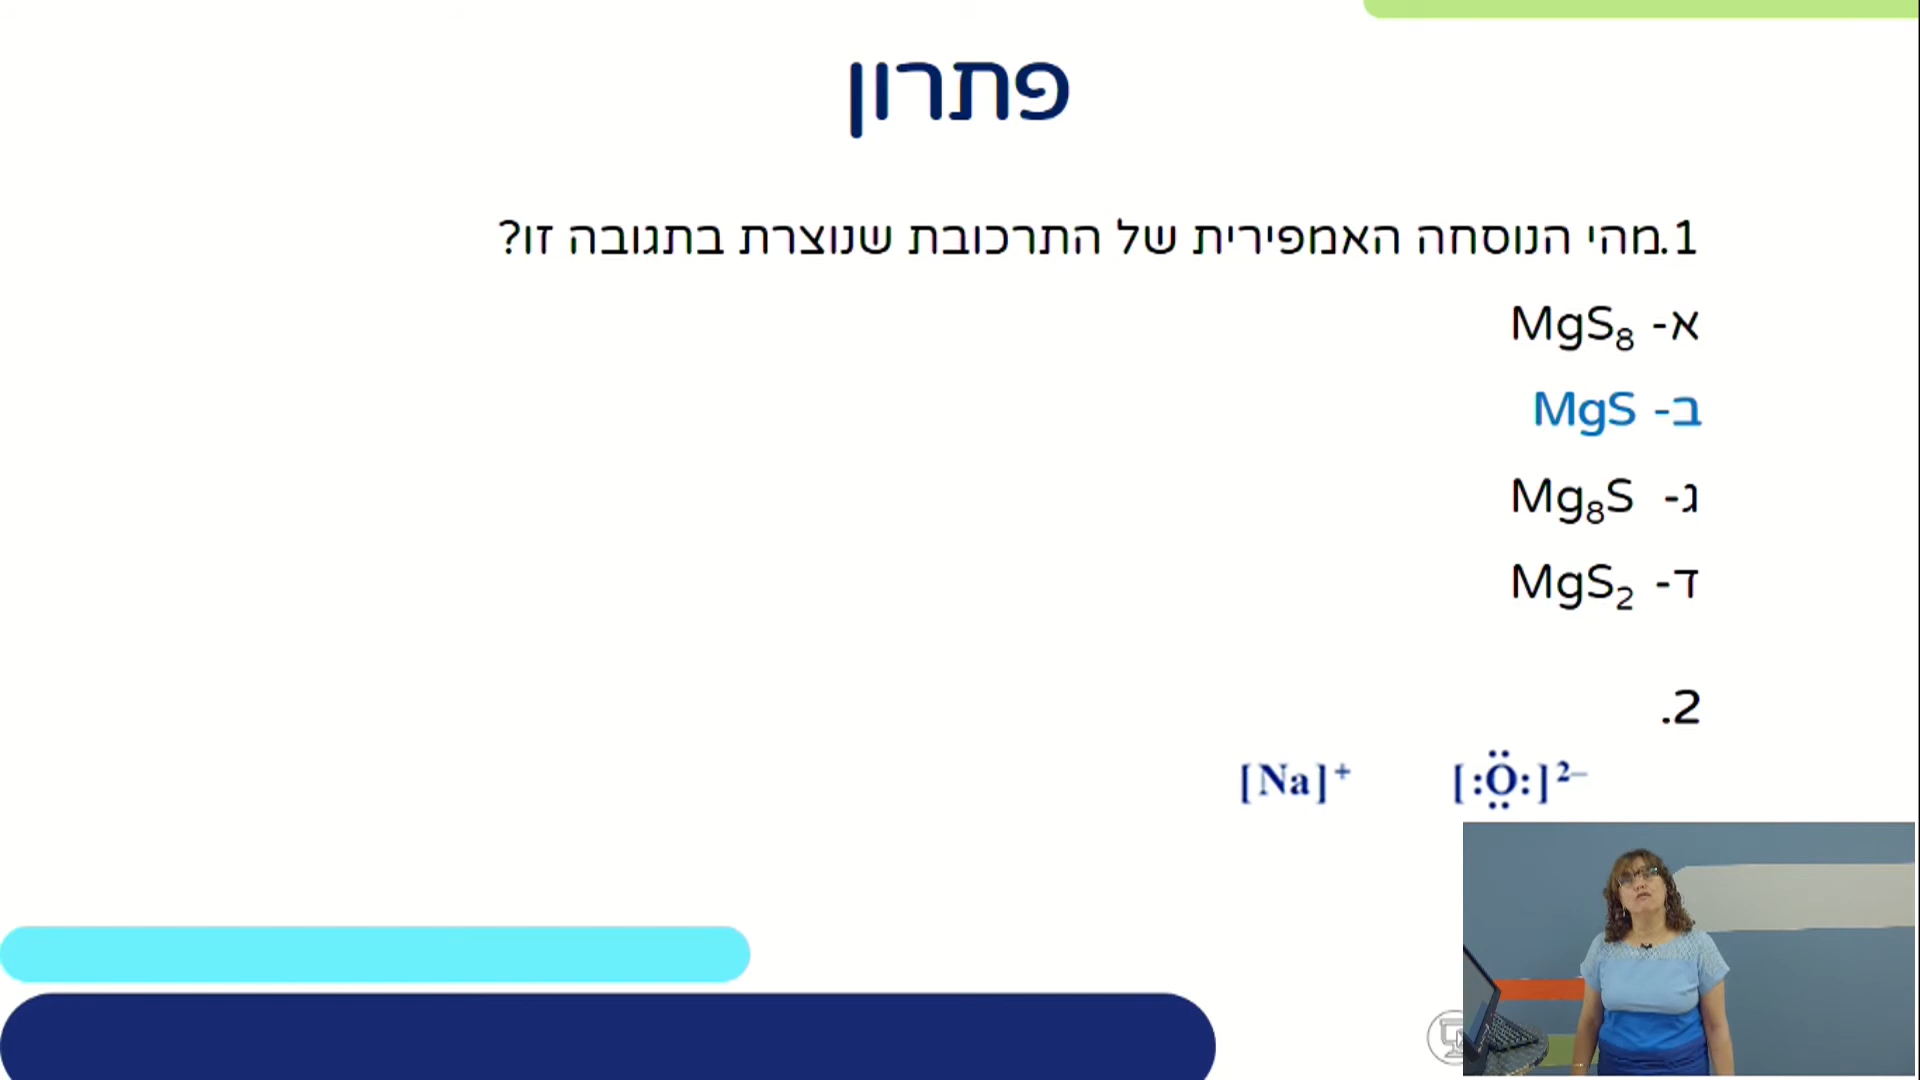 פתרון
1.מהי הנוסחה האמפירית של התרכובת שנוצרת בתגובה זו?
א- MgS₈
ב- MgS
ג- Mg₈S
ד- MgS₂
2.
[Na]⁺ [:Ö:]²⁻